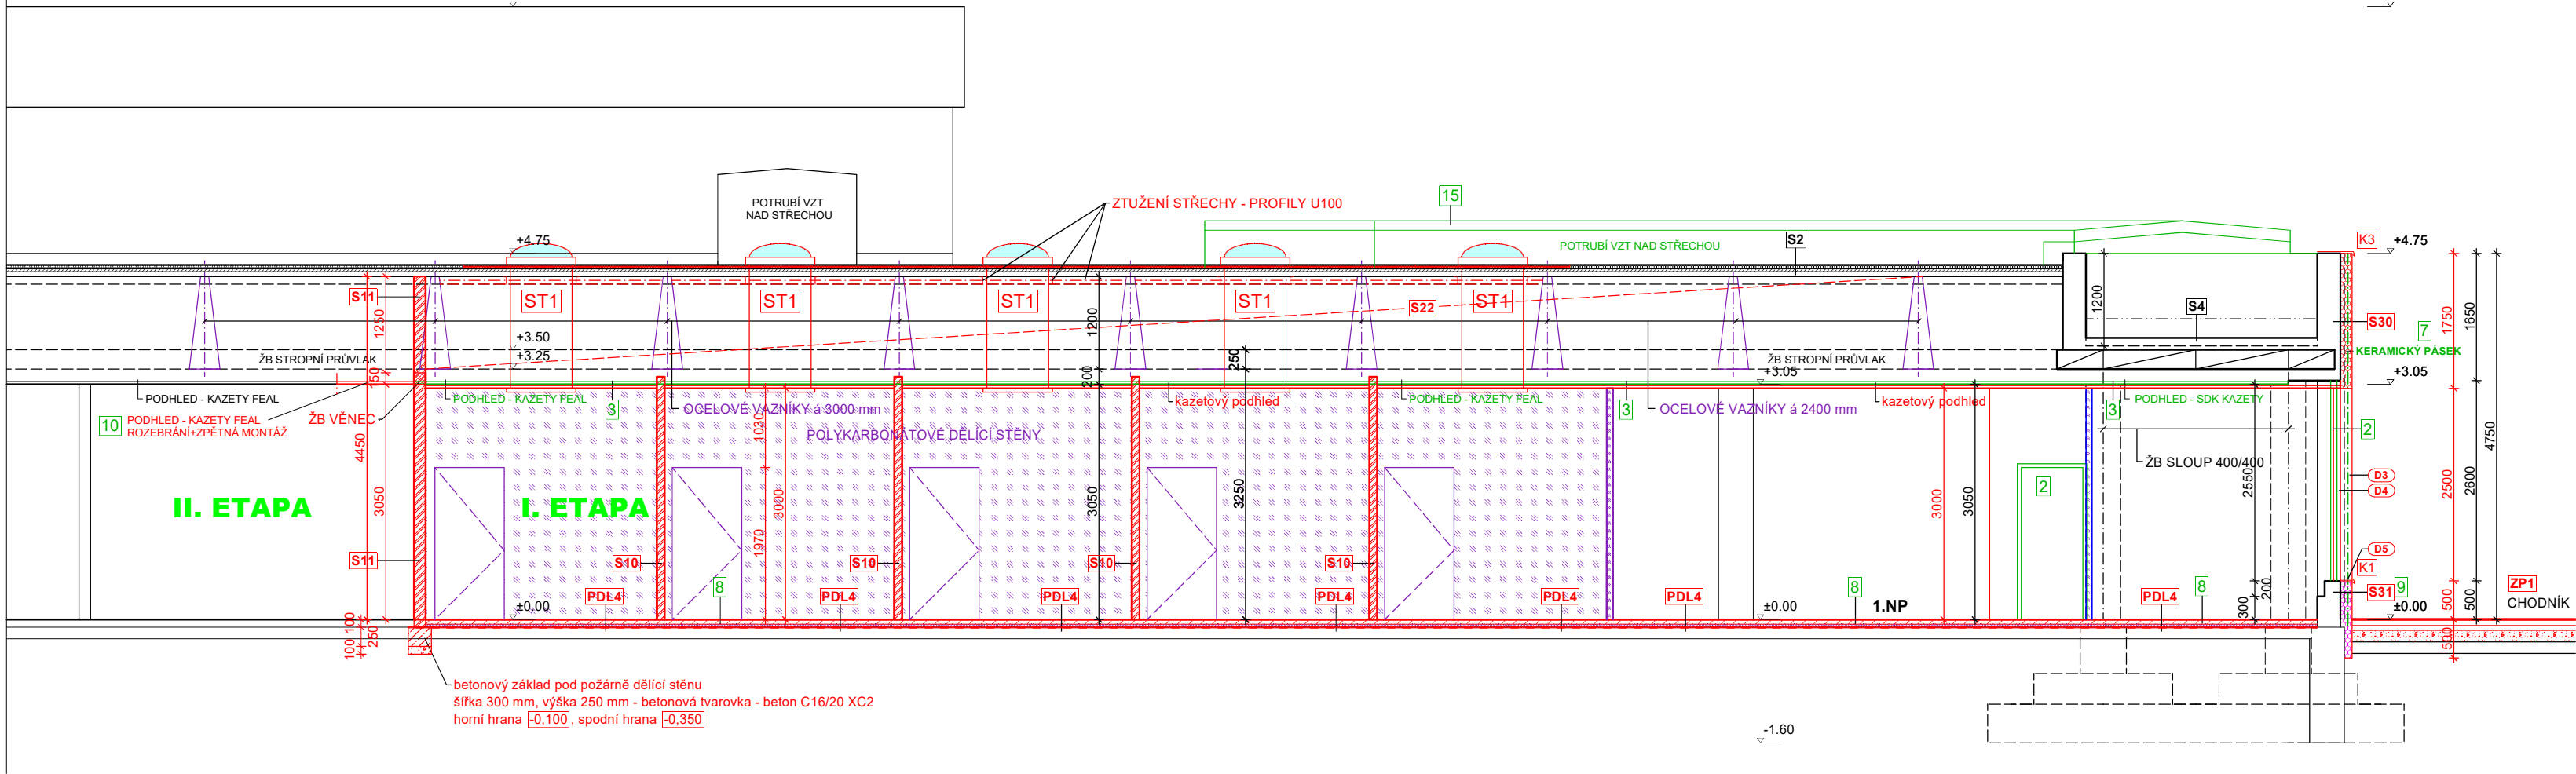 POTRUBÍ VZT
NAD STŘECHOU
ZTUŽENÍ STŘECHY - PROFILY U100
15
POTRUBÍ VZT NAD STŘECHOU
S2
K3
+4.75
+4.75
S11
ST1
ST1
ST1
ST1
ST1
S22
S4
1200
1250
1200
1750
1650
S30
7
KERAMICKÝ PÁSEK
+3.50
+3.25
ŽB STROPNÍ PRŮVLAK
250
ŽB STROPNÍ PRŮVLAK
+3.05
+3.05
50
200
PODHLED - KAZETY FEAL
PODHLED - KAZETY FEAL
3
OCELOVÉ VAZNÍKY á 3000 mm
kazetový podhled
PODHLED - KAZETY FEAL
3
OCELOVÉ VAZNÍKY á 2400 mm
kazetový podhled
3
PODHLED - SDK KAZETY
10
PODHLED - KAZETY FEAL
ROZEBRÁNÍ+ZPĚTNÁ MONTÁŽ
ŽB VĚNEC
POLYKARBONÁTOVÉ DĚLÍCÍ STĚNY
1030
2
4450
4750
ŽB SLOUP 400/400
D3
D4
2
3050
3000
3050
3250
3000
3050
2550
2500
2600
II. ETAPA
I. ETAPA
1970
D5
K1
S11
S10
S10
S10
S10
PDL4
8
PDL4
PDL4
PDL4
PDL4
PDL4
8
PDL4
8
200
300
S31
9
500
500
ZP1
CHODNÍK
±0.00
±0.00
1.NP
±0.00
100
100
250
100
500
betonový základ pod požárně dělící stěnu
šířka 300 mm, výška 250 mm - betonová tvarovka - beton C16/20 XC2
horní hrana -0,100, spodní hrana -0,350
-1.60